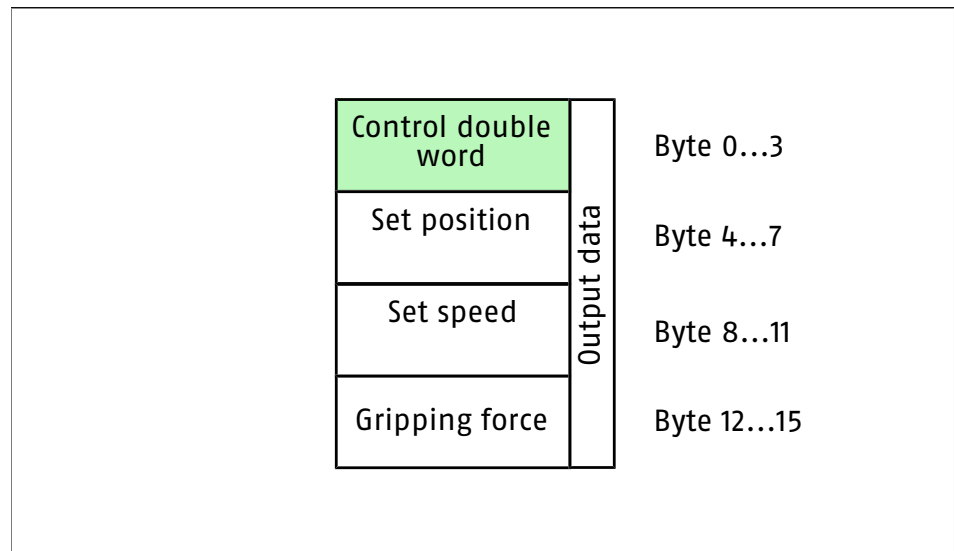 Control double
word
Byte 0...3
Set position
Byte 4...7
Set speed
Byte 8...11
Gripping force
Byte 12...15
Output data